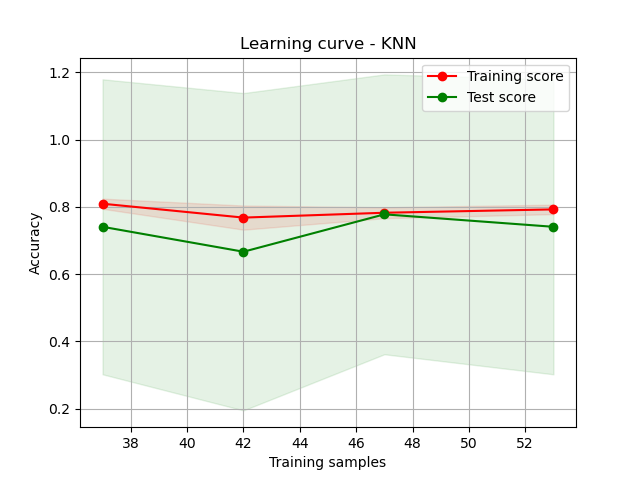 Learning curve - KNN
Training score
Test score
1.2
1.0
0.8
0.6
0.4
0.2
Accuracy
38 40 42 44 46 48 50 52
Training samples